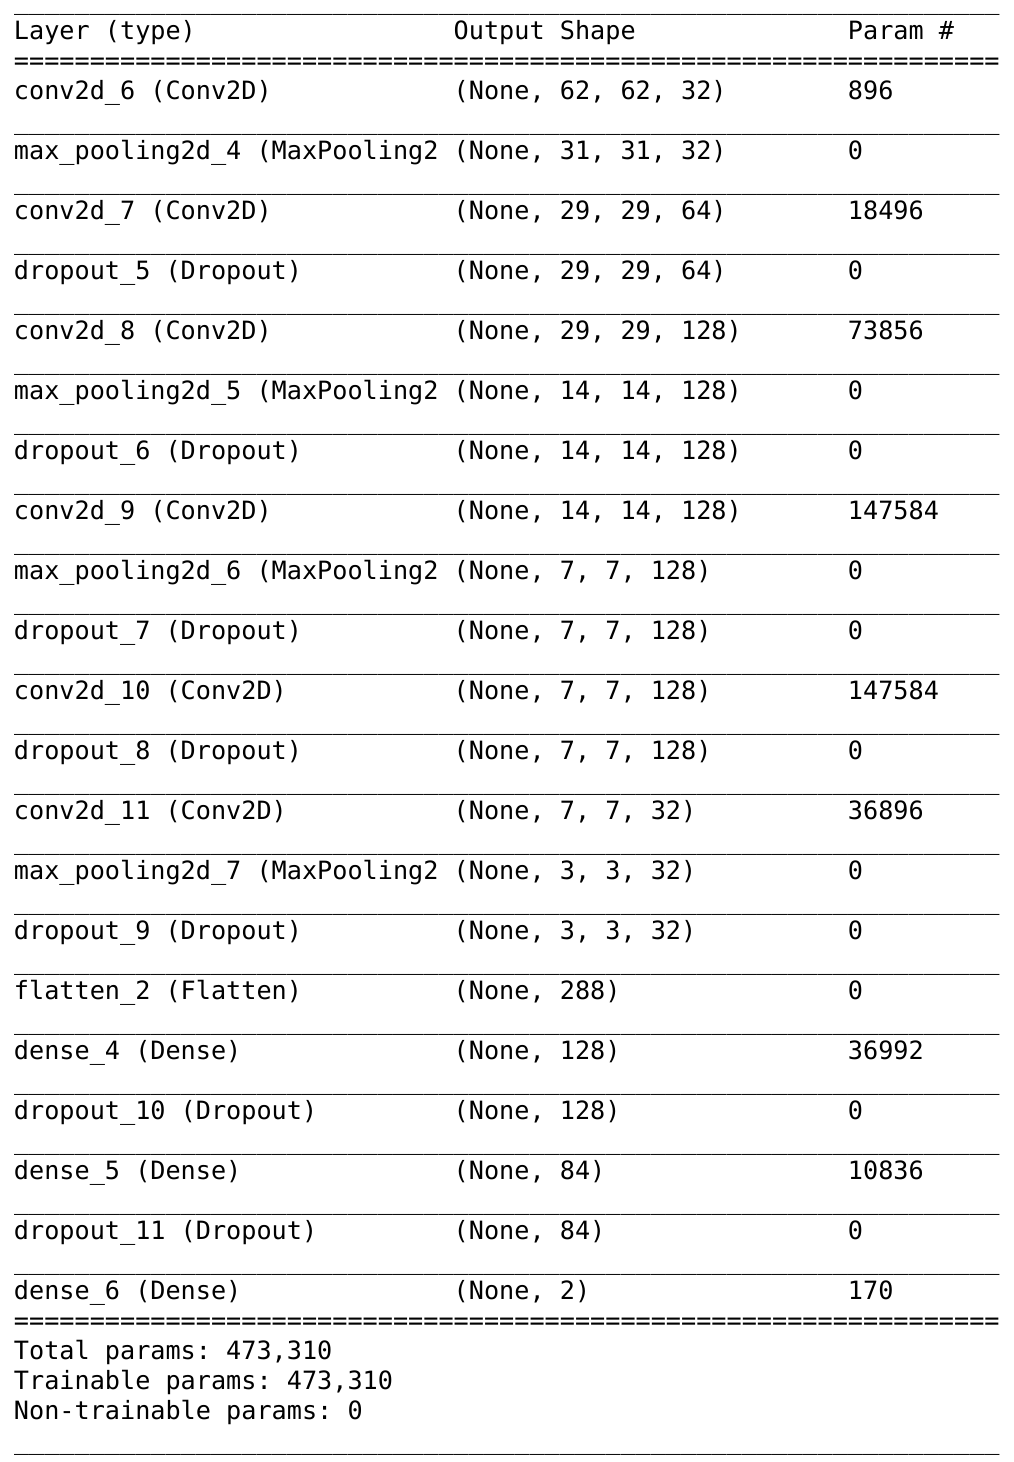 Layer (type) Output Shape Param #
=================================================================
conv2d_6 (Conv2D) (None, 62, 62, 32) 896
max_pooling2d_4 (MaxPooling2 (None, 31, 31, 32) 0
conv2d_7 (Conv2D) (None, 29, 29, 64) 18496
dropout_5 (Dropout) (None, 29, 29, 64) 0
conv2d_8 (Conv2D) (None, 29, 29, 128) 73856
max_pooling2d_5 (MaxPooling2 (None, 14, 14, 128) 0
dropout_6 (Dropout) (None, 14, 14, 128) 0
conv2d_9 (Conv2D) (None, 14, 14, 128) 147584
max_pooling2d_6 (MaxPooling2 (None, 7, 7, 128) 0
dropout_7 (Dropout) (None, 7, 7, 128) 0
conv2d_10 (Conv2D) (None, 7, 7, 128) 147584
dropout_8 (Dropout) (None, 7, 7, 128) 0
conv2d_11 (Conv2D) (None, 7, 7, 32) 36896
max_pooling2d_7 (MaxPooling2 (None, 3, 3, 32) 0
dropout_9 (Dropout) (None, 3, 3, 32) 0
flatten_2 (Flatten) (None, 288) 0
dense_4 (Dense) (None, 128) 36992
dropout_10 (Dropout) (None, 128) 0
dense_5 (Dense) (None, 84) 10836
dropout_11 (Dropout) (None, 84) 0
dense_6 (Dense) (None, 2) 170
=================================================================
Total params: 473,310
Trainable params: 473,310
Non-trainable params: 0